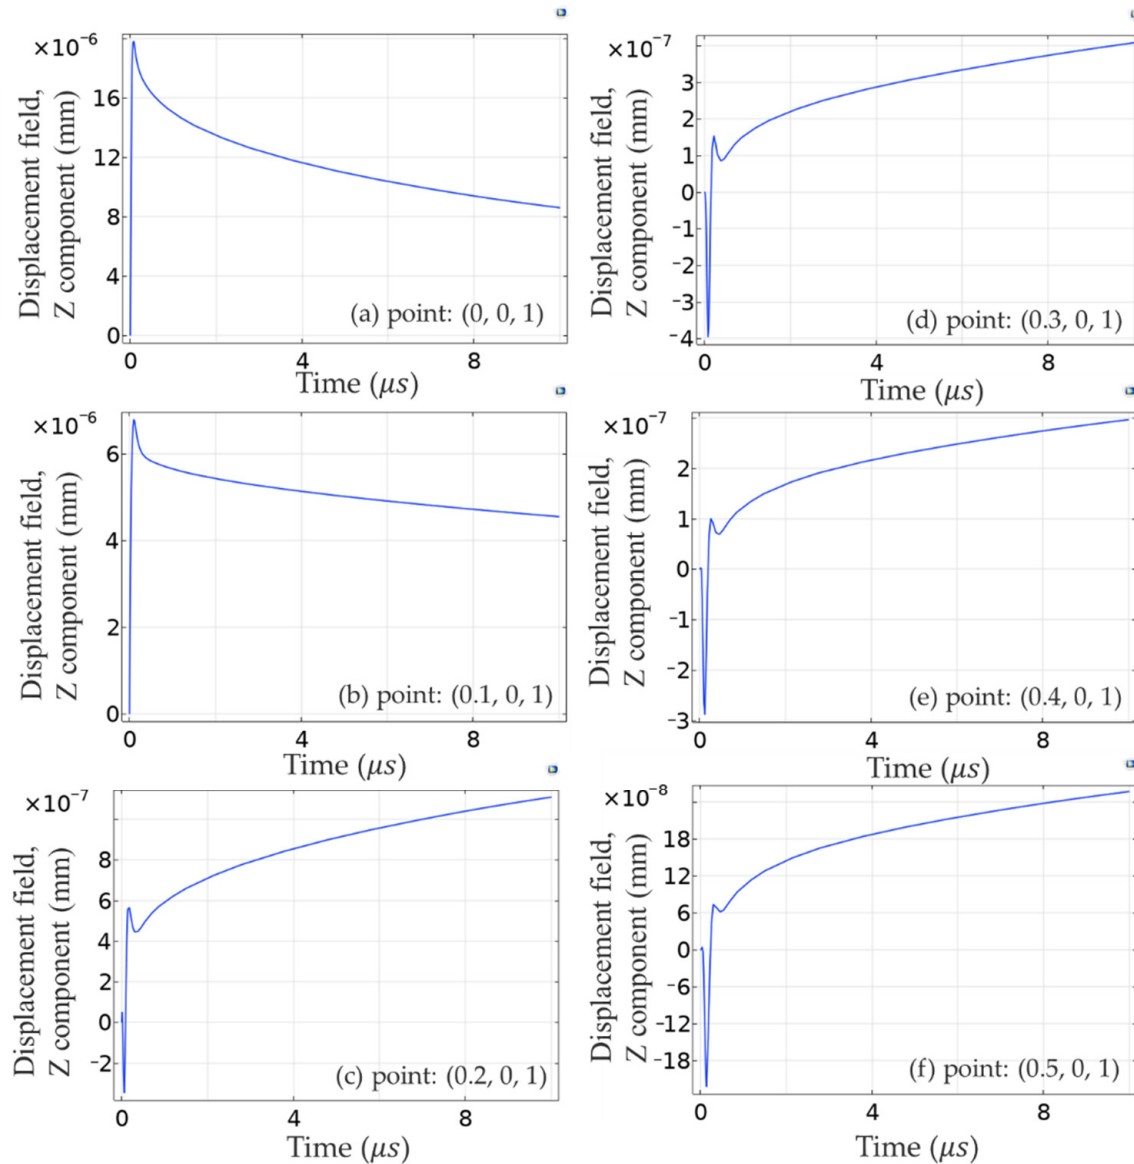 ×10⁻⁶
Displacement field,
Z component (mm)
16
12
8
4
0
(a) point: (0, 0, 1)
0 4 8
Time (μs)
×10⁻⁶
Displacement field,
Z component (mm)
6
4
2
0
(b) point: (0.1, 0, 1)
0 4 8
Time (μs)
×10⁻⁷
Displacement field,
Z component (mm)
8
6
4
7
0
−2
(c) point: (0.2, 0, 1)
0 4 8
Time (μs)
×10⁻⁷
Displacement field,
Z component (mm)
3
2
1
0
−1
−2
−3
−4
(d) point: (0.3, 0, 1)
0 4 8
Time (μs)
×10⁻⁷
Displacement field,
Z component (mm)
2
1
0
−1
−2
−3
(e) point: (0.4, 0, 1)
0 4 8
Time (μs)
×10⁻⁸
Displacement field,
Z component (mm)
18
12
6
0
−6
−12
−18
(f) point: (0.5, 0, 1)
0 4 8
Time (μs)